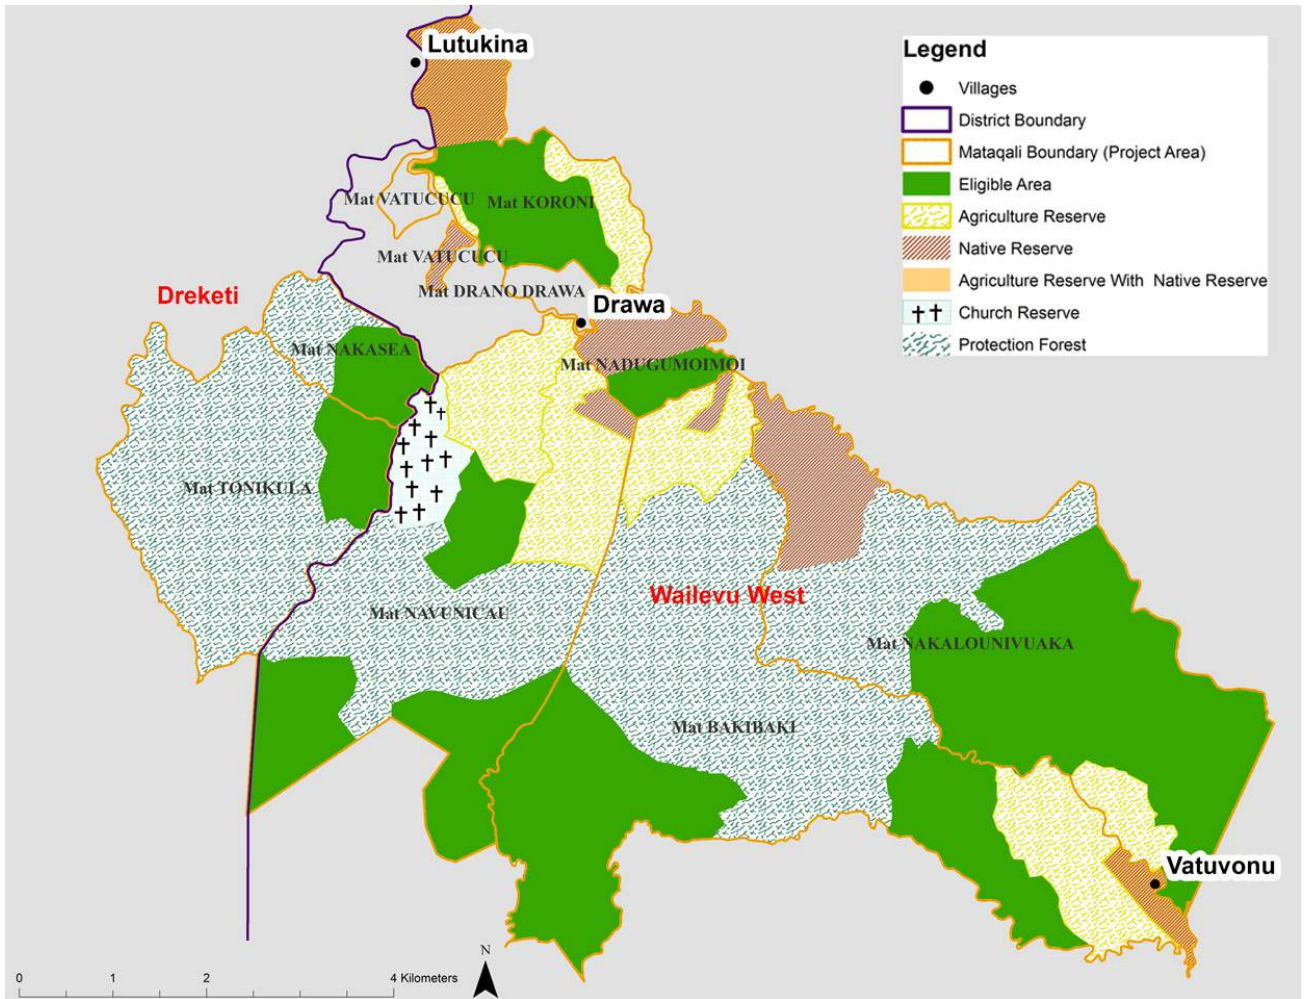 Lutukina
Legend
Villages
District Boundary
Mataqali Boundary (Project Area)
Eligible Area
Agriculture Reserve
Native Reserve
Agriculture Reserve With Native Reserve
Church Reserve
Protection Forest
Mat VATUCUCU
Mat KORONI
Mat VATUCUCU
Mat DRANO DRAWA
Dreketi
Drawa
Mat NAKASEA
Mat NADUGUMOIMOI
Mat TONIKULA
Wailevu West
Mat NAVUNICAU
Mat NAKALOUNIVUAKA
Mat BAKIBAKI
Vatuvonu
N
0 1 2 4 Kilometers